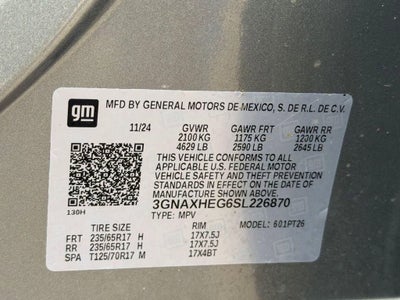 gm
MFD BY GENERAL MOTORS DE MEXICO, S. DE R.L. DE C.V.
11/24 GVWR GAWR FRT GAWR RR
2100 KG 1175 KG 1200 KG
4629 LB 2590 LB 2645 LB
THIS VEHICLE CONFORMS TO ALL
APPLICABLE U.S. FEDERAL MOTOR
VEHICLE SAFETY AND THEFT PREVENTION
STANDARDS IN EFFECT ON THE DATE OF
MANUFACTURE SHOWN ABOVE.
3GNAXHEG6SL226870
TYPE: MPV
130H
TIRE SIZE RIM MODEL: 601PT26
FRT 235/65R17 H 17X7.5J
RR 235/65R17 H 17X7.5J
SPA T125/70R17 M 17X4BT